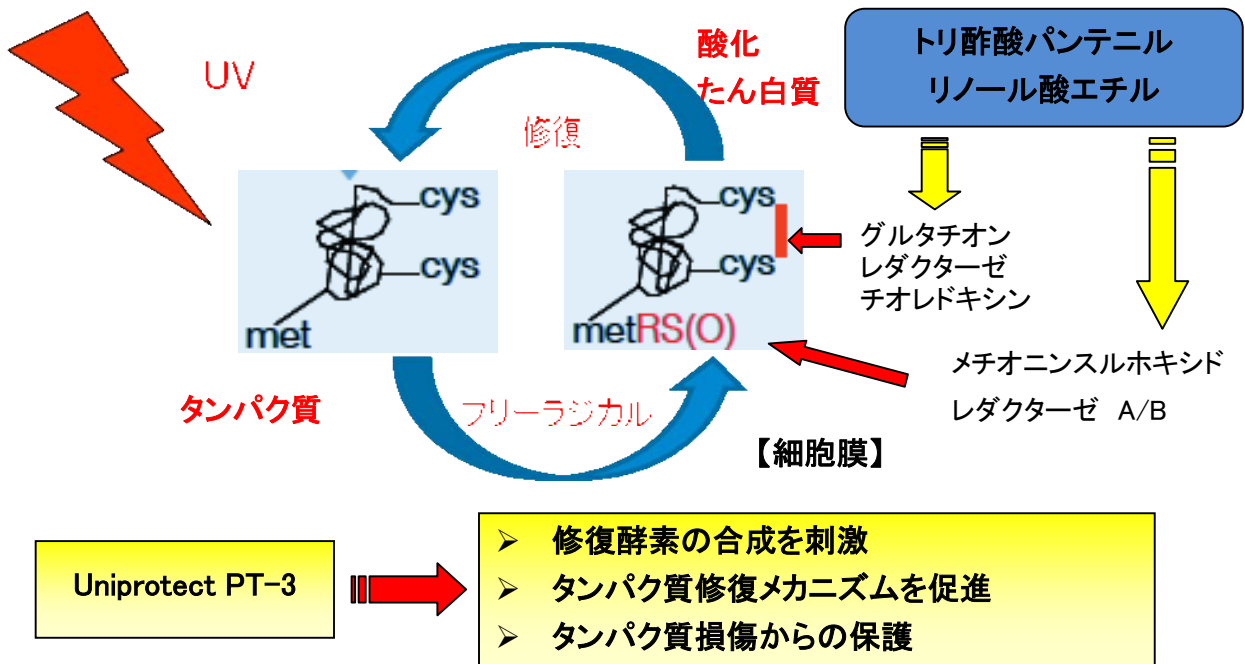 UV
酸化
たん白質
トリ酢酸パンテニル
リノール酸エチル
修復
cys
cys
met
cys
cys
metRS(O)
グルタチオン
レダクターゼ
チオレドキシン
メチオニンスルホキシド
レダクターゼ A/B
タンパク質
フリーラジカル
【細胞膜】
Uniprotect PT-3
➢ 修復酵素の合成を刺激
➢ タンパク質修復メカニズムを促進
➢ タンパク質損傷からの保護